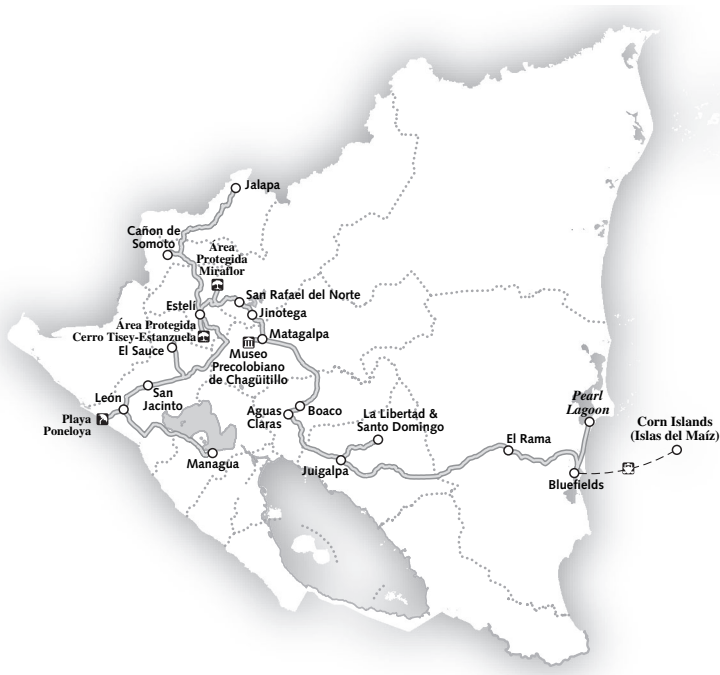 Jalapa
Cañon de
Somoto
Área
Protegida
Miraflor
San Rafael del Norte
Estelí
Jinotega
Área Protegida
Cerro Tisey-Estanzuela
Matagalpa
El Sauce
Museo
Precolobiano
de Chagüitillo
León
San
Jacinto
Playa
Poneloya
Aguas
Claras
Boaco
La Libertad &
Santo Domingo
Pearl
Lagoon
Corn Islands
(Islas del Maíz)
El Rama
Managua
Juigalpa
Bluefields